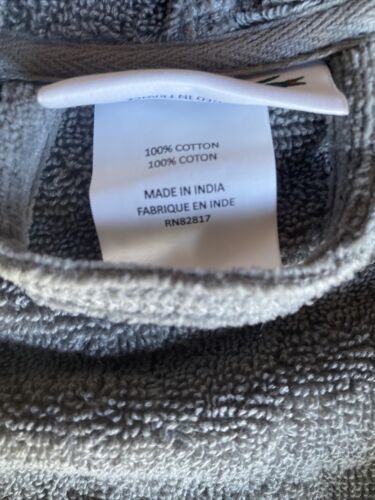 100% COTTON
100% COTON
MADE IN INDIA
FABRIQUE EN INDE
RN82817